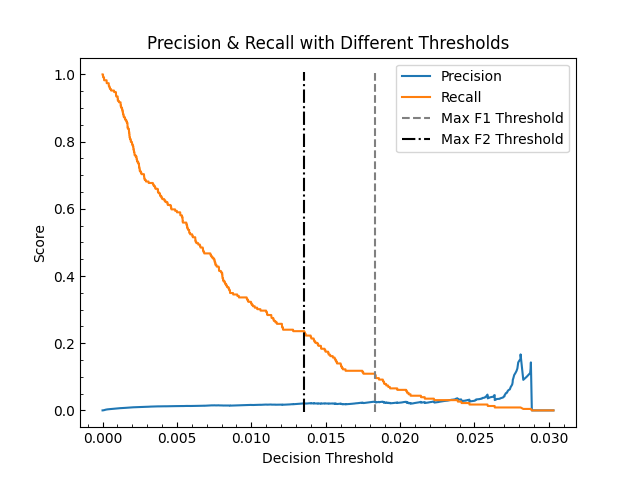 Precision & Recall with Different Thresholds
Precision
Recall
Max F1 Threshold
Max F2 Threshold
Score
1.0
0.8
0.6
0.4
0.2
0.0
0.000 0.005 0.010 0.015 0.020 0.025 0.030
Decision Threshold